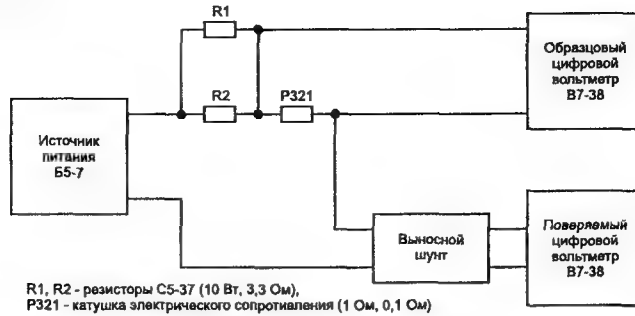 R1
R2
P321
Источник
питания
Б5-7
Образцовый
цифровой
вольтметр
В7-38
Выносной
шунт
Поверяемый
цифровой
вольтметр
В7-38
R1, R2 - резисторы С5-37 (10 Вт, 3,3 Ом),
Р321 - катушка электрического сопротивления (1 Ом, 0,1 Ом)